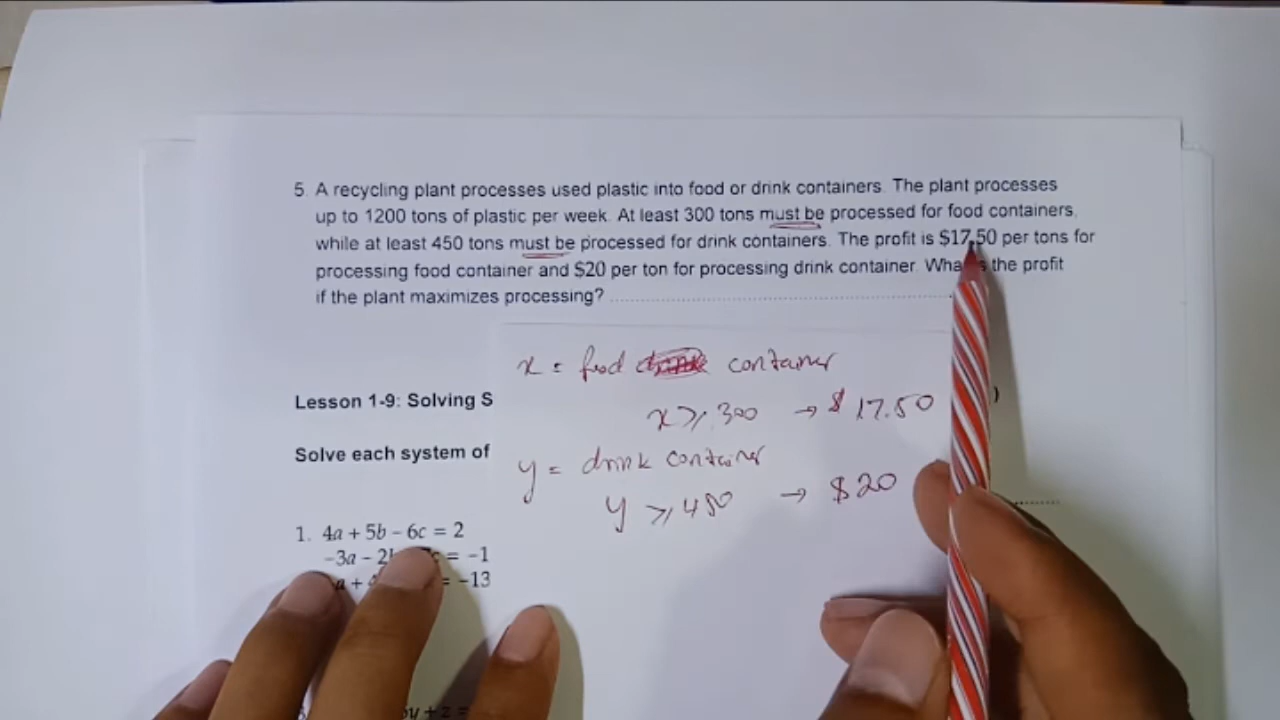 5. A recycling plant processes used plastic into food or drink containers. The plant processes
up to 1200 tons of plastic per week. At least 300 tons must be processed for food containers,
while at least 450 tons must be processed for drink containers. The profit is $17.50 per tons for
processing food container and $20 per ton for processing drink container. the profit
if the plant maximizes processing? ........................................
x = food container
Lesson 1-9: Solving S )
x ⩾ 300 → $ 17.50
Solve each system of
y = drink container
y ⩾ 450 → $20
1. 4a + 5b – 6c = 2
-3a – = -1
= -13